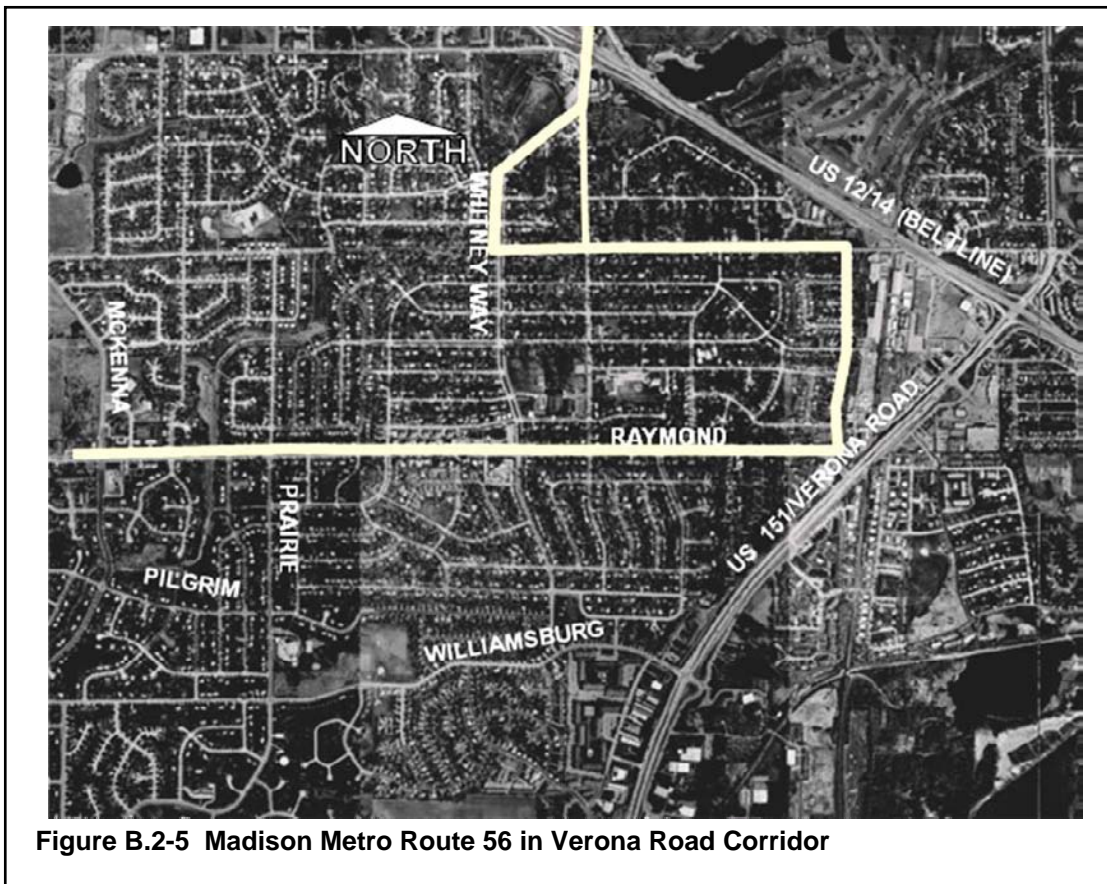 NORTH
WHITNEY WAY
US 12/14 (BELTLINE)
MCKENNA
RAYMOND
US 151/VERONA ROAD
PRAIRIE
PILGRIM
WILLIAMSBURG
Figure B.2-5 Madison Metro Route 56 in Verona Road Corridor